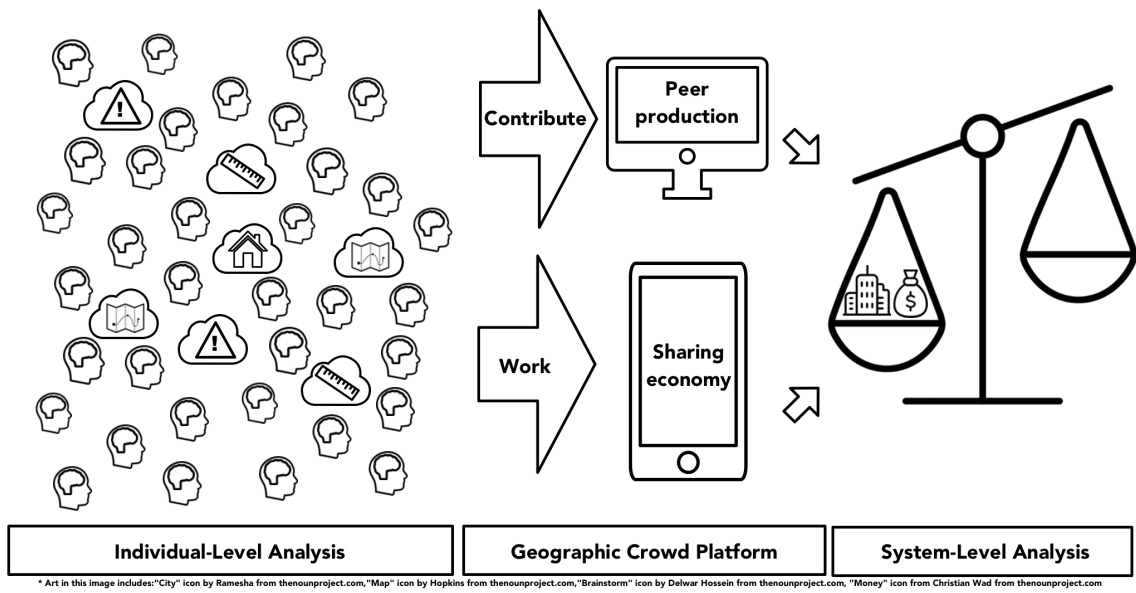 Contribute
Peer
production
Work
Sharing
economy
!
!
$
Individual-Level Analysis
Geographic Crowd Platform
System-Level Analysis
* Art in this image includes:"City" icon by Ramesha from thenounproject.com,"Map" icon by Hopkins from thenounproject.com,"Brainstorm" icon by Delwar Hossein from thenounproject.com, "Money" icon from Christian Wad from thenounproject.com